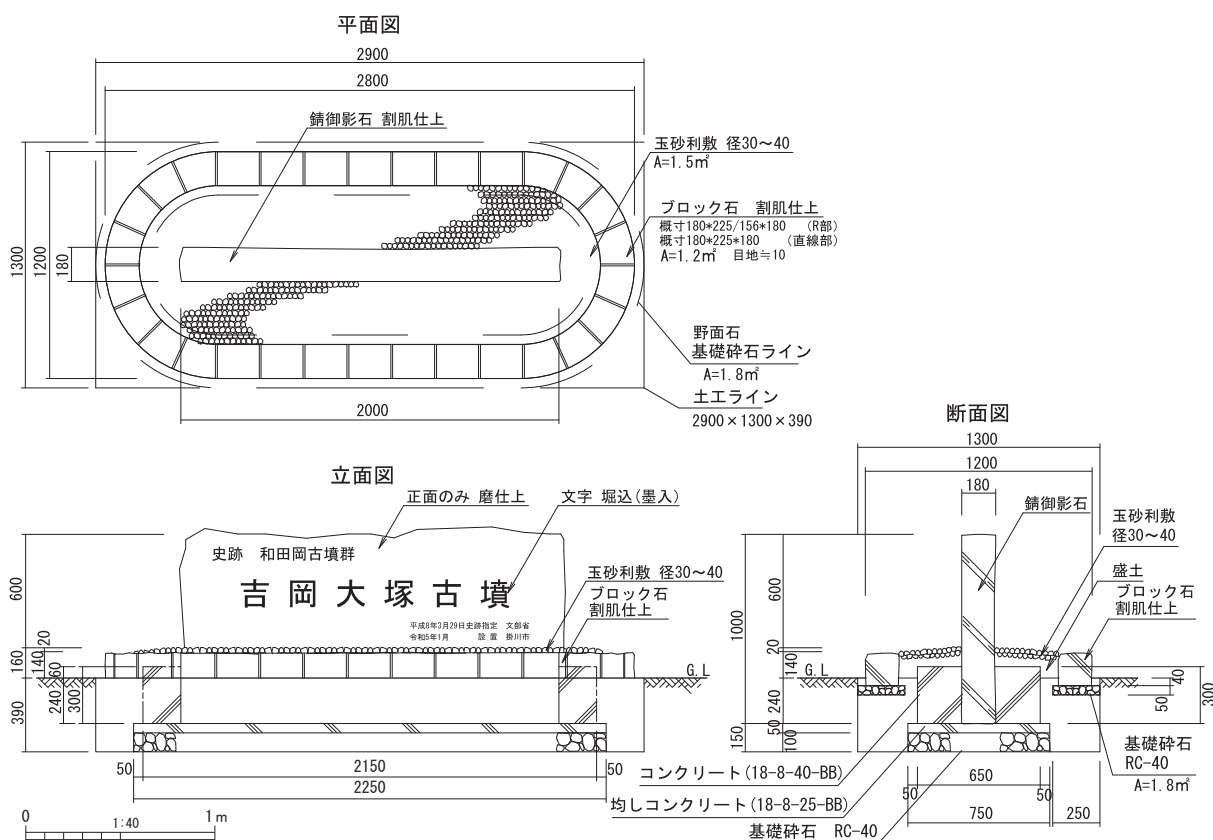 平面図
2900
2800
錆御影石 割肌仕上
玉砂利敷 径30～40
A=1.5㎡
ブロック石 割肌仕上
概寸180*225/156*180 (R部)
概寸180*225*180 (直線部)
A=1.2㎡ 目地≒10
1300
1200
180
野面石
基礎砕石ライン
A=1.8㎡
土工ライン
2900×1300×390
2000
立面図
正面のみ 磨仕上
文字 堀込(墨入)
史跡 和田岡古墳群
吉岡大塚古墳
平成8年3月29日史跡指定 文部省
令和5年1月 設置 掛川市
玉砂利敷 径30～40
ブロック石
割肌仕上
G.L
600
20
160
140
60
390
240
300
50
2150
50
2250
0
1:40
1m
断面図
1300
1200
180
錆御影石
玉砂利敷
径30～40
盛土
ブロック石
割肌仕上
1000
600
20
140
G.L
240
150
50
100
40
50
300
基礎砕石
RC-40
A=1.8㎡
コンクリート(18-8-40-BB)
均しコンクリート(18-8-25-BB)
基礎砕石 RC-40
650
50
50
750
250